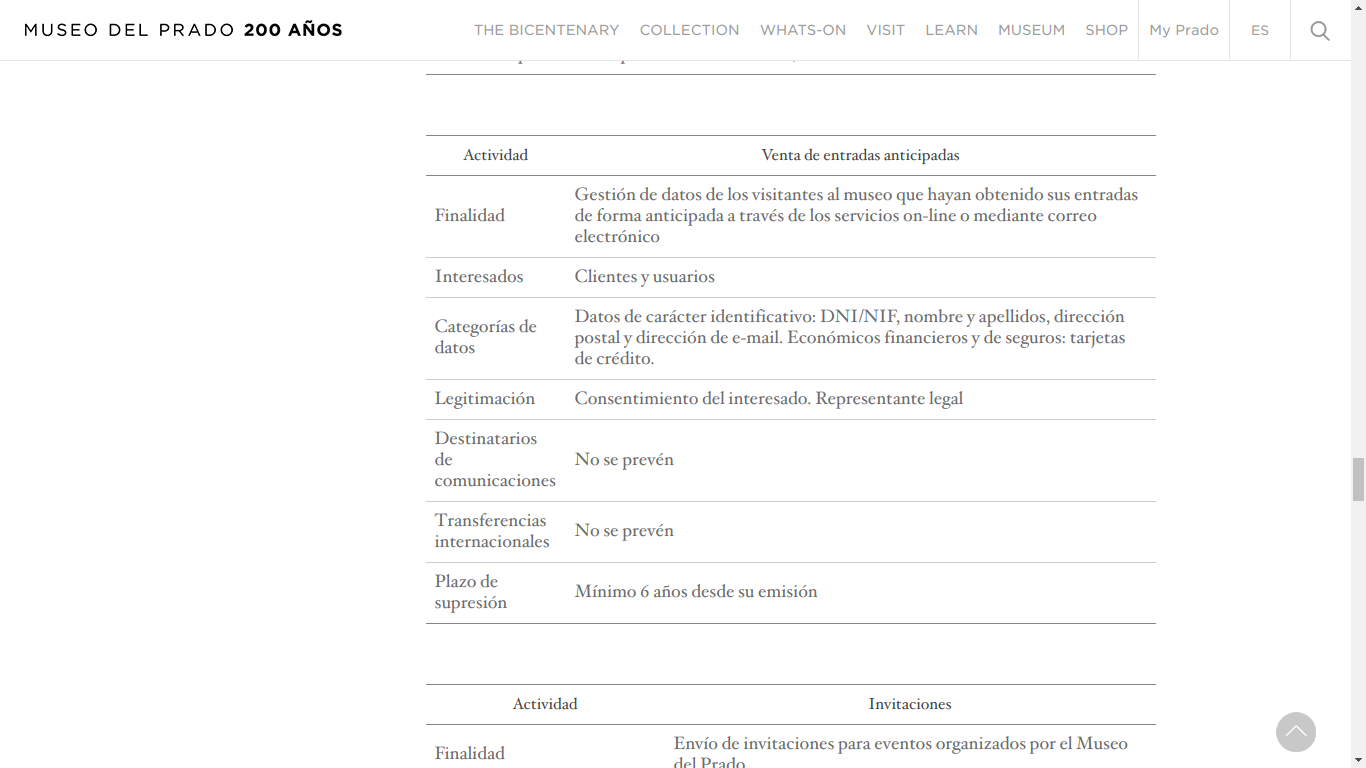 MUSEO DEL PRADO 200 AÑOS
THE BICENTENARY COLLECTION WHATS-ON VISIT LEARN MUSEUM SHOP My Prado ES
Actividad Venta de entradas anticipadas
Finalidad
Gestión de datos de los visitantes al museo que hayan obtenido sus entradas
de forma anticipada a través de los servicios on-line o mediante correo
electrónico
Interesados Clientes y usuarios
Categorías de
datos
Datos de carácter identificativo: DNI/NIF, nombre y apellidos, dirección
postal y dirección de e-mail. Económicos financieros y de seguros: tarjetas
de crédito.
Legitimación Consentimiento del interesado. Representante legal
Destinatarios
de
comunicaciones
No se prevén
Transferencias
internacionales
No se prevén
Plazo de
supresión
Mínimo 6 años desde su emisión
Actividad Invitaciones
Finalidad
Envío de invitaciones para eventos organizados por el Museo
del Prado